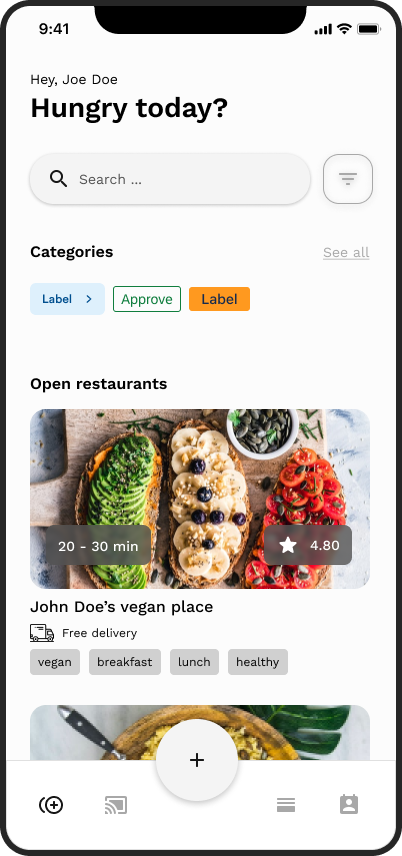 9:41
Hey, Joe Doe
Hungry today?
Search ...
Categories
See all
Label
Approve
Label
Open restaurants
20 - 30 min
4.80
John Doe’s vegan place
Free delivery
vegan
breakfast
lunch
healthy